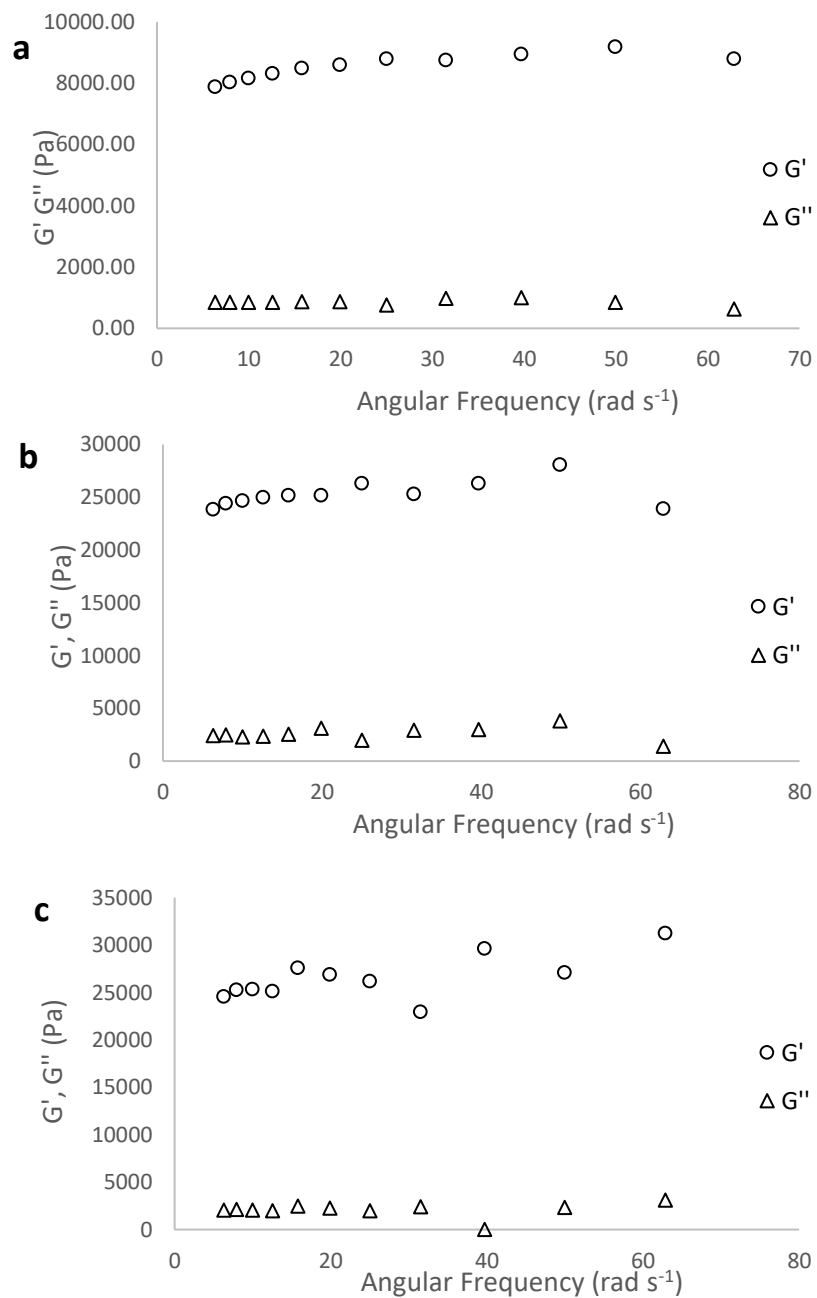 a
10000.00
8000.00
6000.00
4000.00
2000.00
0.00
G' G'' (Pa)
0 10 20 30 40 50 60 70
Angular Frequency (rad s-1)
G'
G''
b
30000
25000
20000
15000
10000
5000
0
G', G'' (Pa)
0 20 40 60 80
Angular Frequency (rad s-1)
G'
G''
c
35000
30000
25000
20000
15000
10000
5000
0
G', G'' (Pa)
0 20 40 60 80
Angular Frequency (rad s-1)
G'
G''